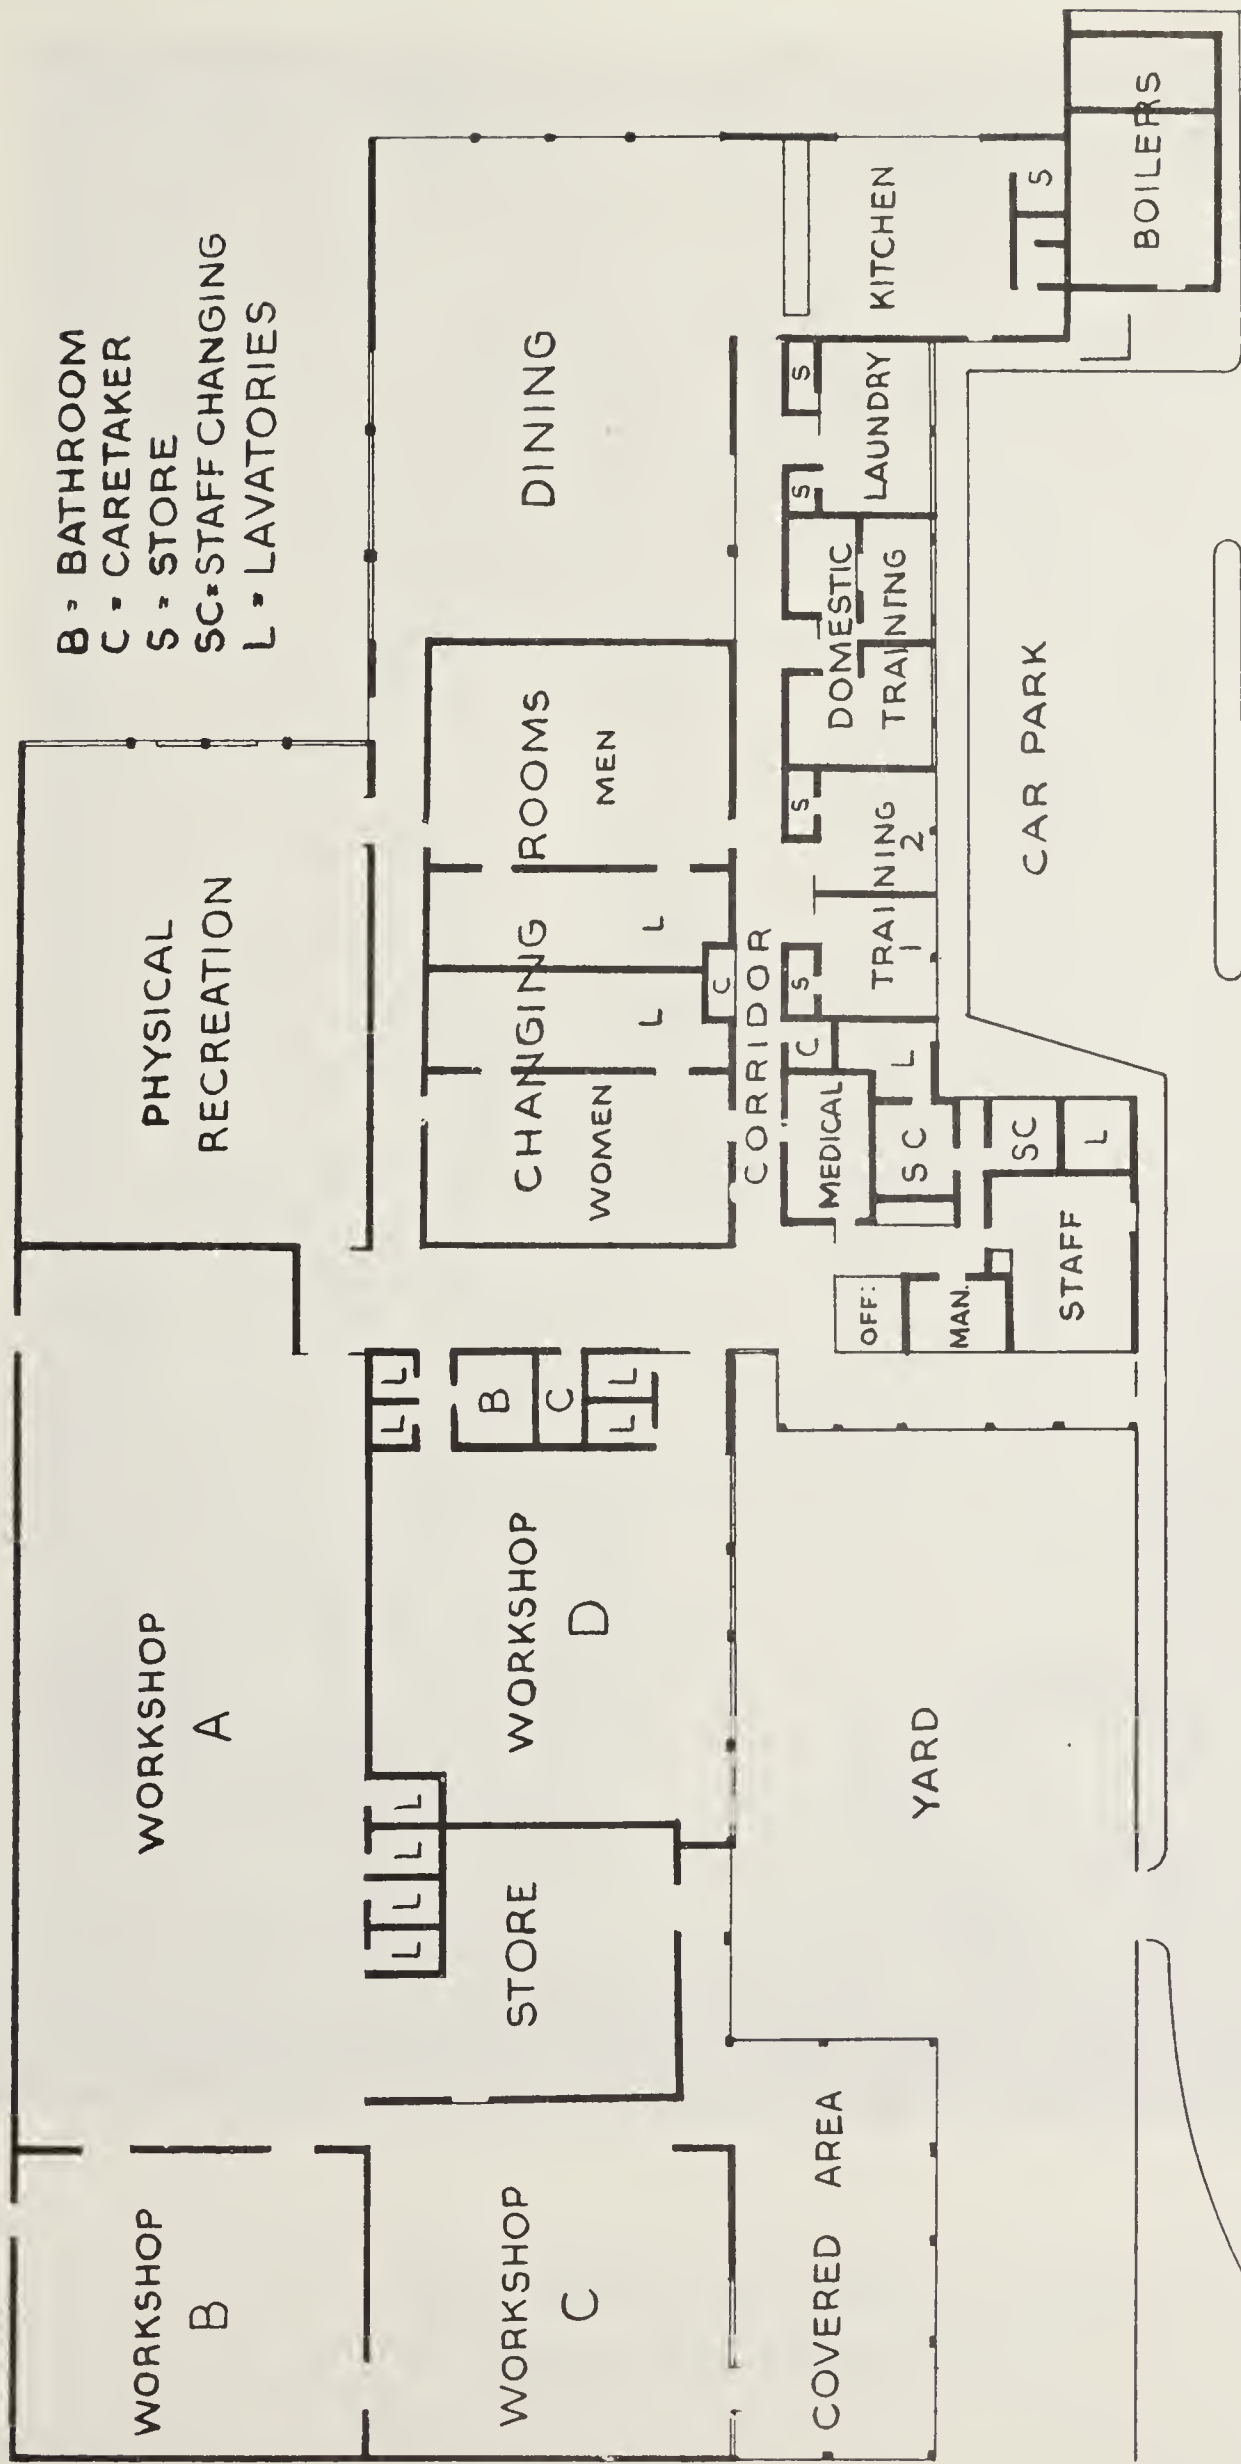 B = BATHROOM
C = CARETAKER
S = STORE
SC = STAFF CHANGING
L = LAVATORIES
WORKSHOP
B
WORKSHOP
A
PHYSICAL
RECREATION
WORKSHOP
C
STORE
L
L
L
L
WORKSHOP
D
L
L
B
C
L
L
CHANGING ROOMS
WOMEN
MEN
L
L
C
DINING
CORRIDOR
COVERED AREA
YARD
OFF:
MAN.
STAFF
MEDICAL
C
SC
L
SC
L
S
TRAINING
1
2
S
DOMESTIC
TRAINING
S
S
LAUNDRY
KITCHEN
S
BOILERS
CAR PARK